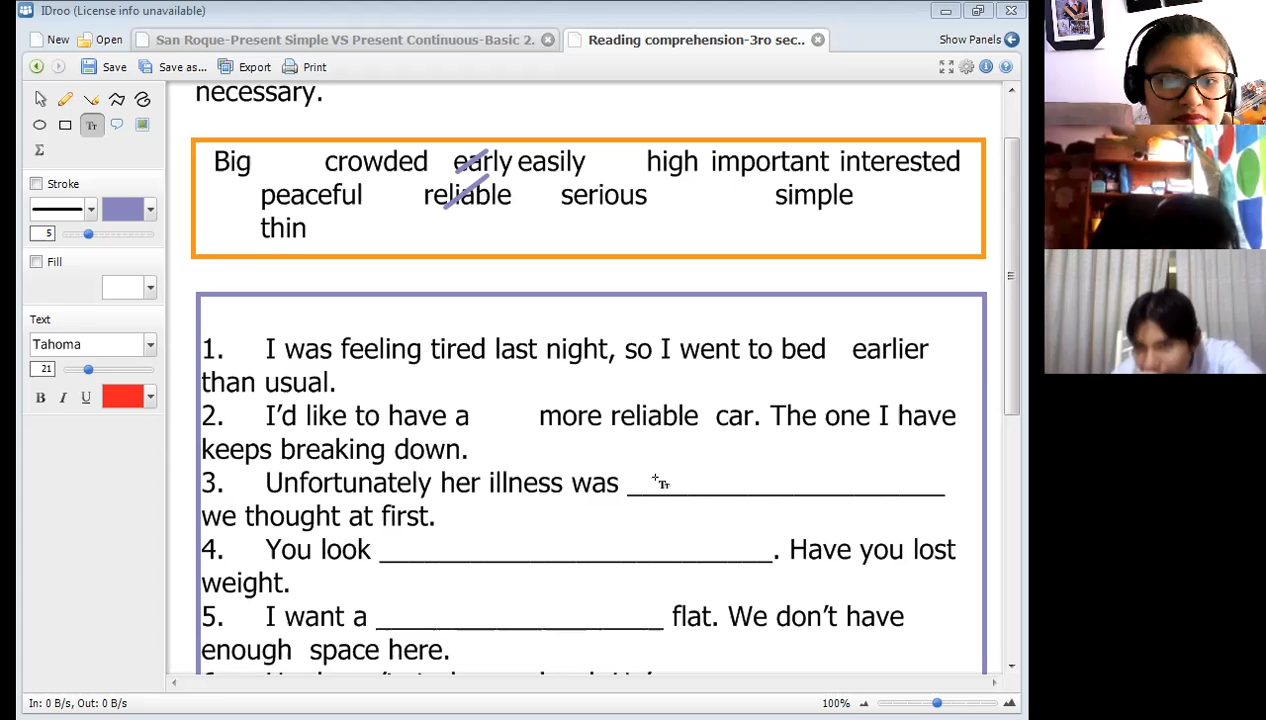 IDroo (License info unavailable)
New Open San Roque-Present Simple VS Present Continuous-Basic 2. Reading comprehension-3ro sec.. Show Panels
Save Save as... Export Print
necessary.
Big crowded early easily high important interested
peaceful reliable serious simple
thin
1. I was feeling tired last night, so I went to bed earlier
than usual.
2. I'd like to have a more reliable car. The one I have
keeps breaking down.
3. Unfortunately her illness was ____________________
we thought at first.
4. You look _________________________. Have you lost
weight.
5. I want a __________________ flat. We don't have
enough space here.
Tr
Σ
Stroke
5
Fill
Text
Tahoma
21
B I U
In: 0 B/s, Out: 0 B/s 100%